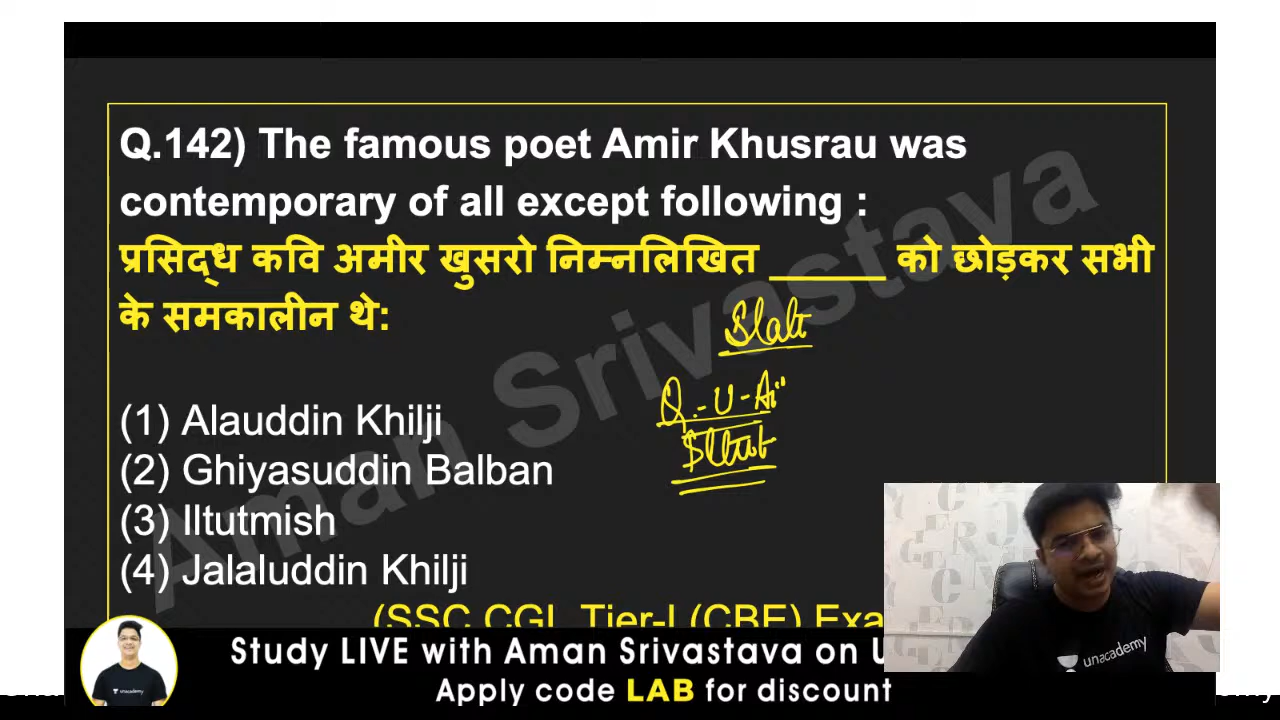 Q.142) The famous poet Amir Khusrau was
contemporary of all except following :
प्रसिद्ध कवि अमीर खुसरो निम्नलिखित ______ को छोड़कर सभी
के समकालीन थे:
(1) Alauddin Khilji
(2) Ghiyasuddin Balban
(3) Iltutmish
(4) Jalaluddin Khilji
(SSC CGL Tier-I (CBE) Exa
Aman Srivastava
Study LIVE with Aman Srivastava on U
Apply code LAB for discount
unacademy
unacademy